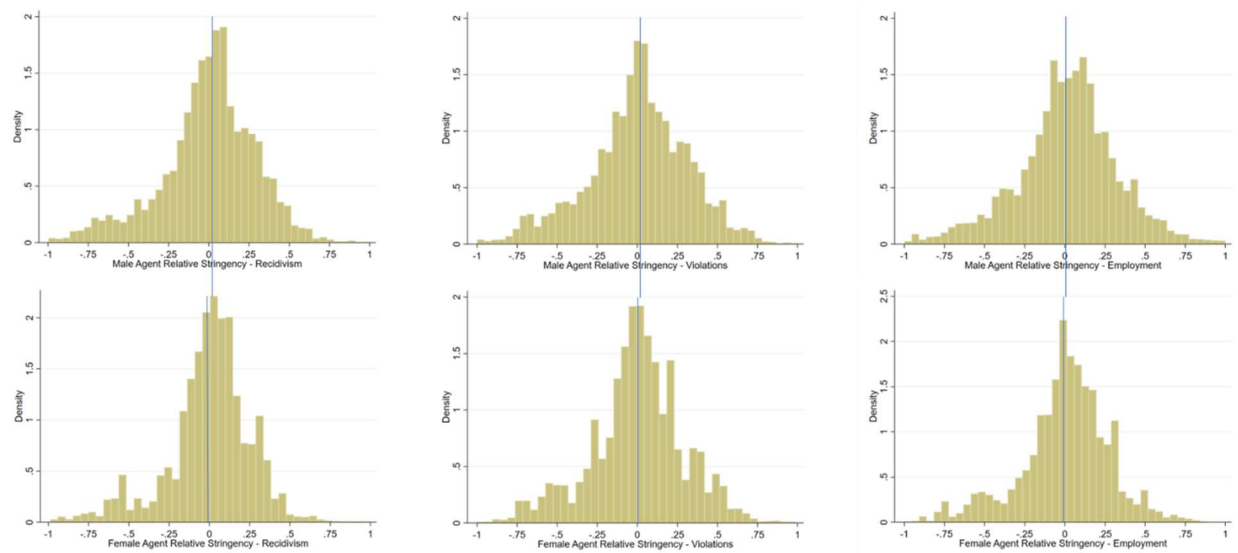 2
1.5
Density
1
.5
0
-1 -.75 -.5 -.25 0 .25 .5 .75 1
Male Agent Relative Stringency - Recidivism
2
1.5
Density
1
.5
0
-1 -.75 -.5 -.25 0 .25 .5 .75 1
Male Agent Relative Stringency - Violations
2
1.5
Density
1
.5
0
-1 -.75 -.5 -.25 0 .25 .5 .75 1
Male Agent Relative Stringency - Employment
2
1.5
Density
1
.5
0
-1 -.75 -.5 -.25 0 .25 .5 .75 1
Female Agent Relative Stringency - Recidivism
2
1.5
Density
1
.5
0
-1 -.75 -.5 -.25 0 .25 .5 .75 1
Female Agent Relative Stringency - Violations
2.5
2
1.5
Density
1
.5
0
-1 -.75 -.5 -.25 0 .25 .5 .75 1
Female Agent Relative Stringency - Employment